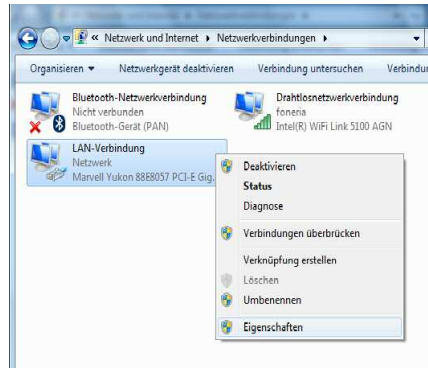 « Netzwerk und Internet ▸ Netzwerkverbindungen ▸
Organisieren ▾ Netzwerkgerät deaktivieren Verbindung untersuchen Verbindun
Bluetooth-Netzwerkverbindung
Nicht verbunden
Bluetooth-Gerät (PAN)
Drahtlosnetzwerkverbindung
foneria
Intel(R) WiFi Link 5100 AGN
LAN-Verbindung
Netzwerk
Marvell Yukon 88E8057 PCI-E Gig...
Deaktivieren
Status
Diagnose
Verbindungen überbrücken
Verknüpfung erstellen
Löschen
Umbenennen
Eigenschaften